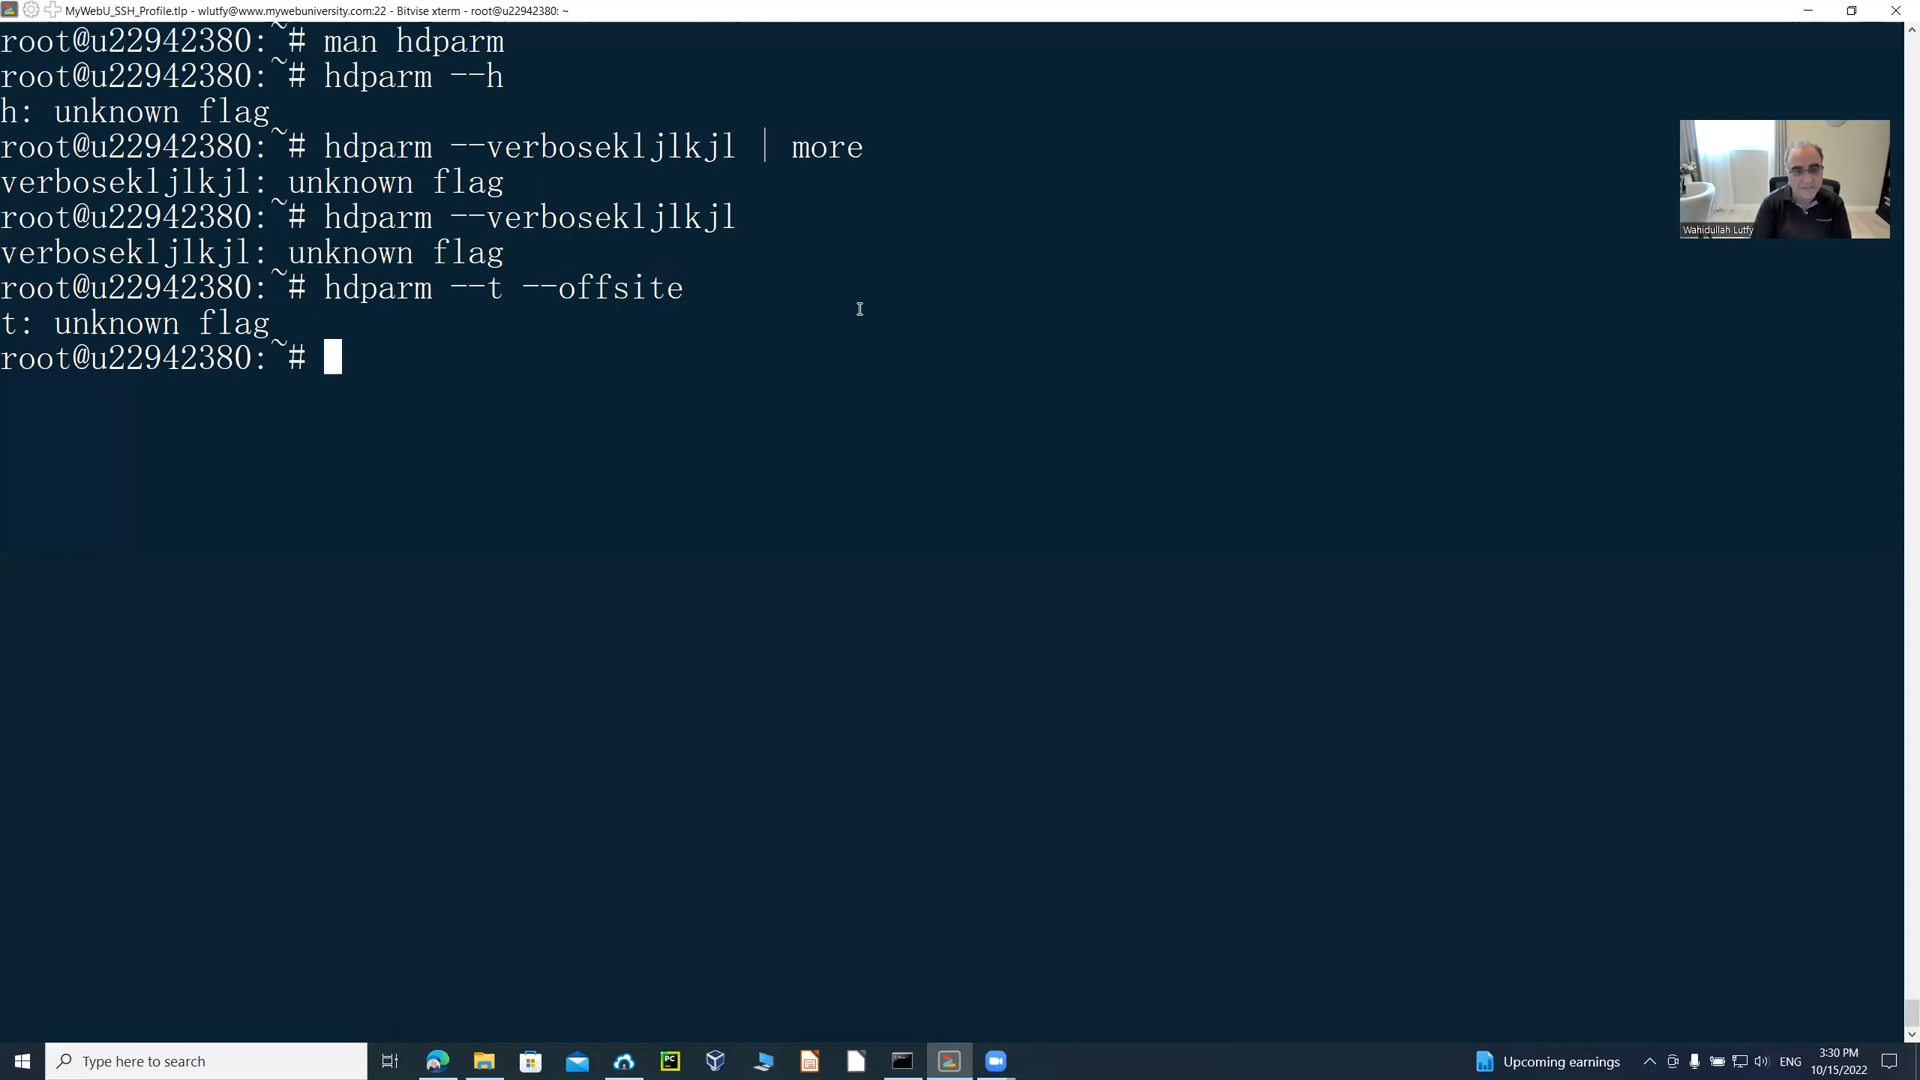 MyWebU_SSH_Profile.tlp - wlutfy@www.mywebuniversity.com:22 - Bitvise xterm - root@u22942380: ~
root@u22942380:~# man hdparm
root@u22942380:~# hdparm --h
h: unknown flag
root@u22942380:~# hdparm --verbosekljlkjl | more
verbosekljlkjl: unknown flag
root@u22942380:~# hdparm --verbosekljlkjl
verbosekljlkjl: unknown flag
root@u22942380:~# hdparm --t --offsite
t: unknown flag
root@u22942380:~#
Wahidullah Lutfy
Type here to search
PC
Upcoming earnings
ENG
3:30 PM
10/15/2022